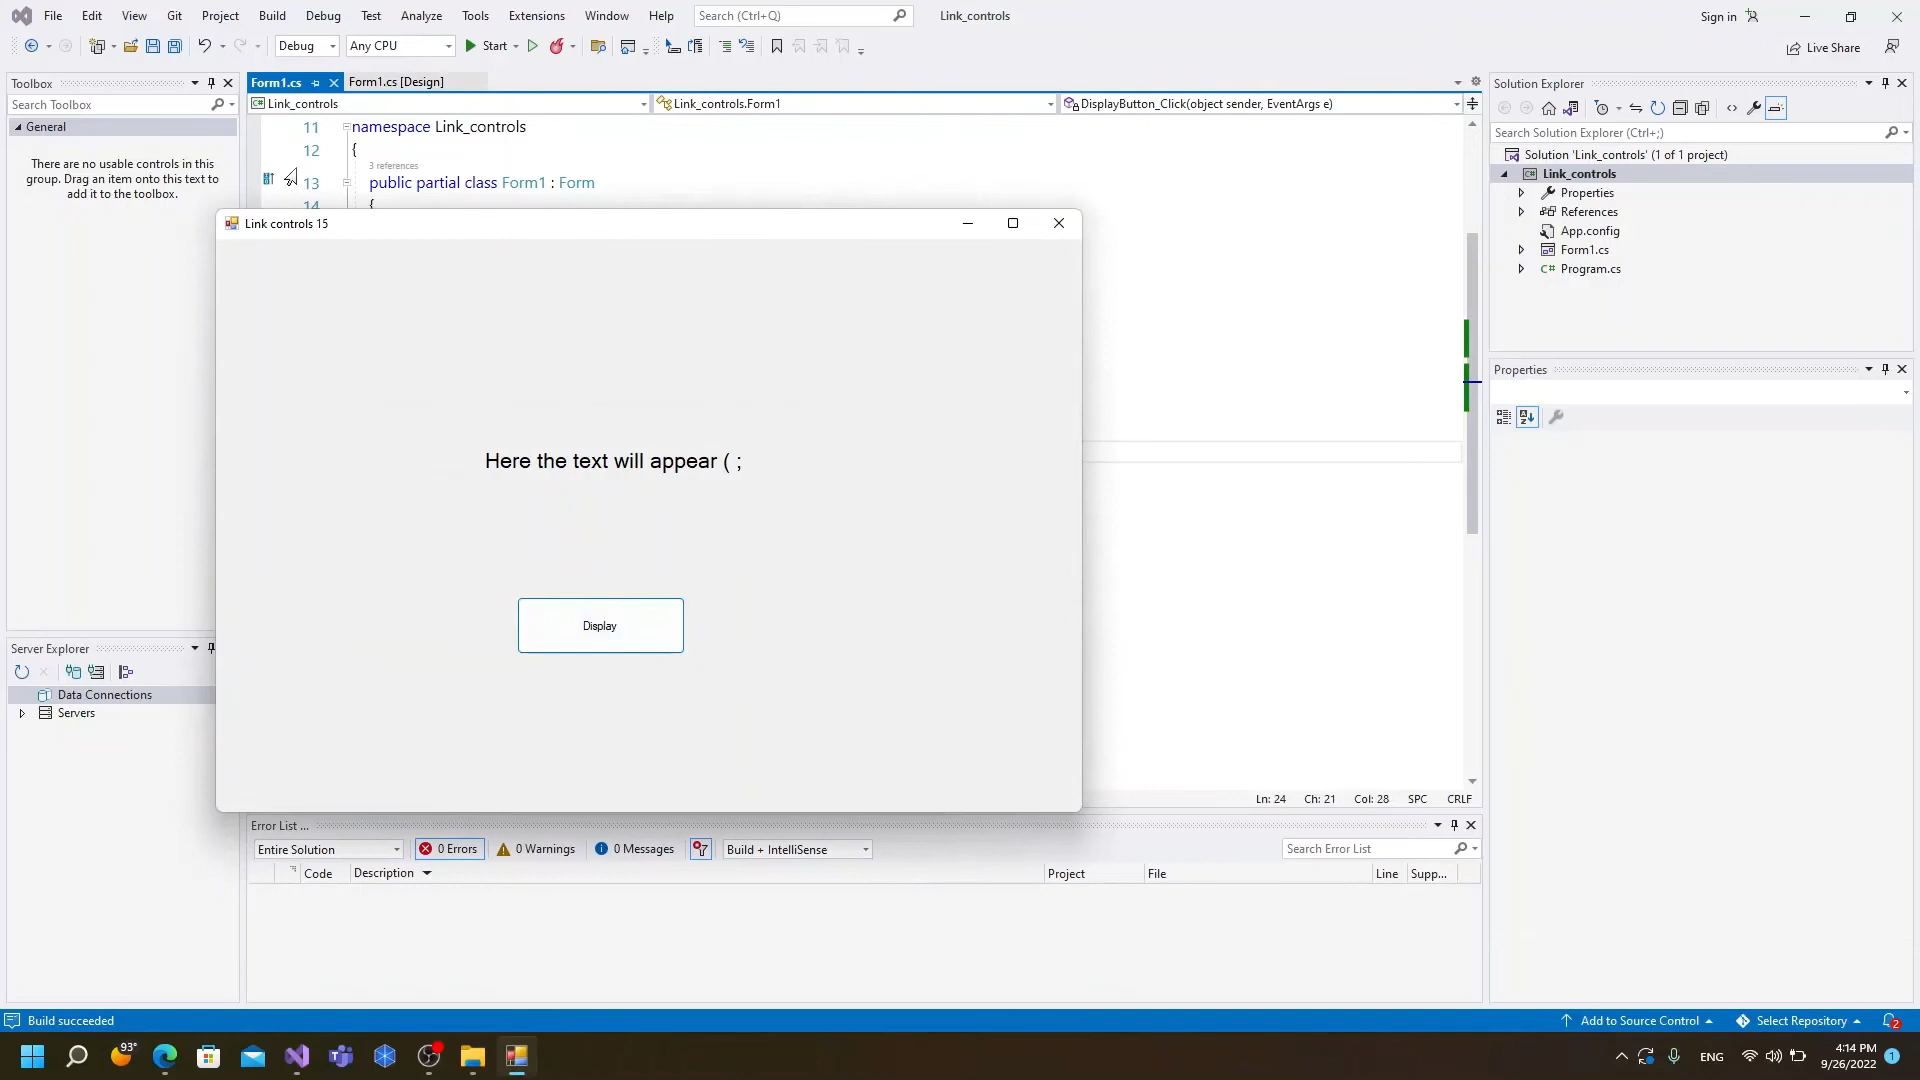 File Edit View Git Project Build Debug Test Analyze Tools Extensions Window Help Search (Ctrl+Q) Link_controls Sign in
Debug Any CPU Start Live Share
Toolbox
Search Toolbox
General
There are no usable controls in this
group. Drag an item onto this text to
add it to the toolbox.
Form1.cs Form1.cs [Design]
Link_controls Link_controls.Form1 DisplayButton_Click(object sender, EventArgs e)
11 namespace Link_controls
12 {
3 references
13 public partial class Form1 : Form
14 {
Link controls 15
Here the text will appear ( ;
Display
Ln: 24 Ch: 21 Col: 28 SPC CRLF
Solution Explorer
Search Solution Explorer (Ctrl+;)
Solution 'Link_controls' (1 of 1 project)
C# Link_controls
Properties
References
App.config
Form1.cs
C# Program.cs
Properties
Server Explorer
Data Connections
Servers
Error List ...
Entire Solution 0 Errors 0 Warnings 0 Messages Build + IntelliSense Search Error List
Code Description Project File Line Supp...
Build succeeded Add to Source Control Select Repository 2
93° ENG 4:14 PM 1
9/26/2022